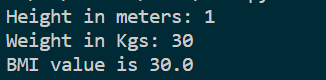 Height in meters: 1
Weight in Kgs: 30
BMI value is 30.0